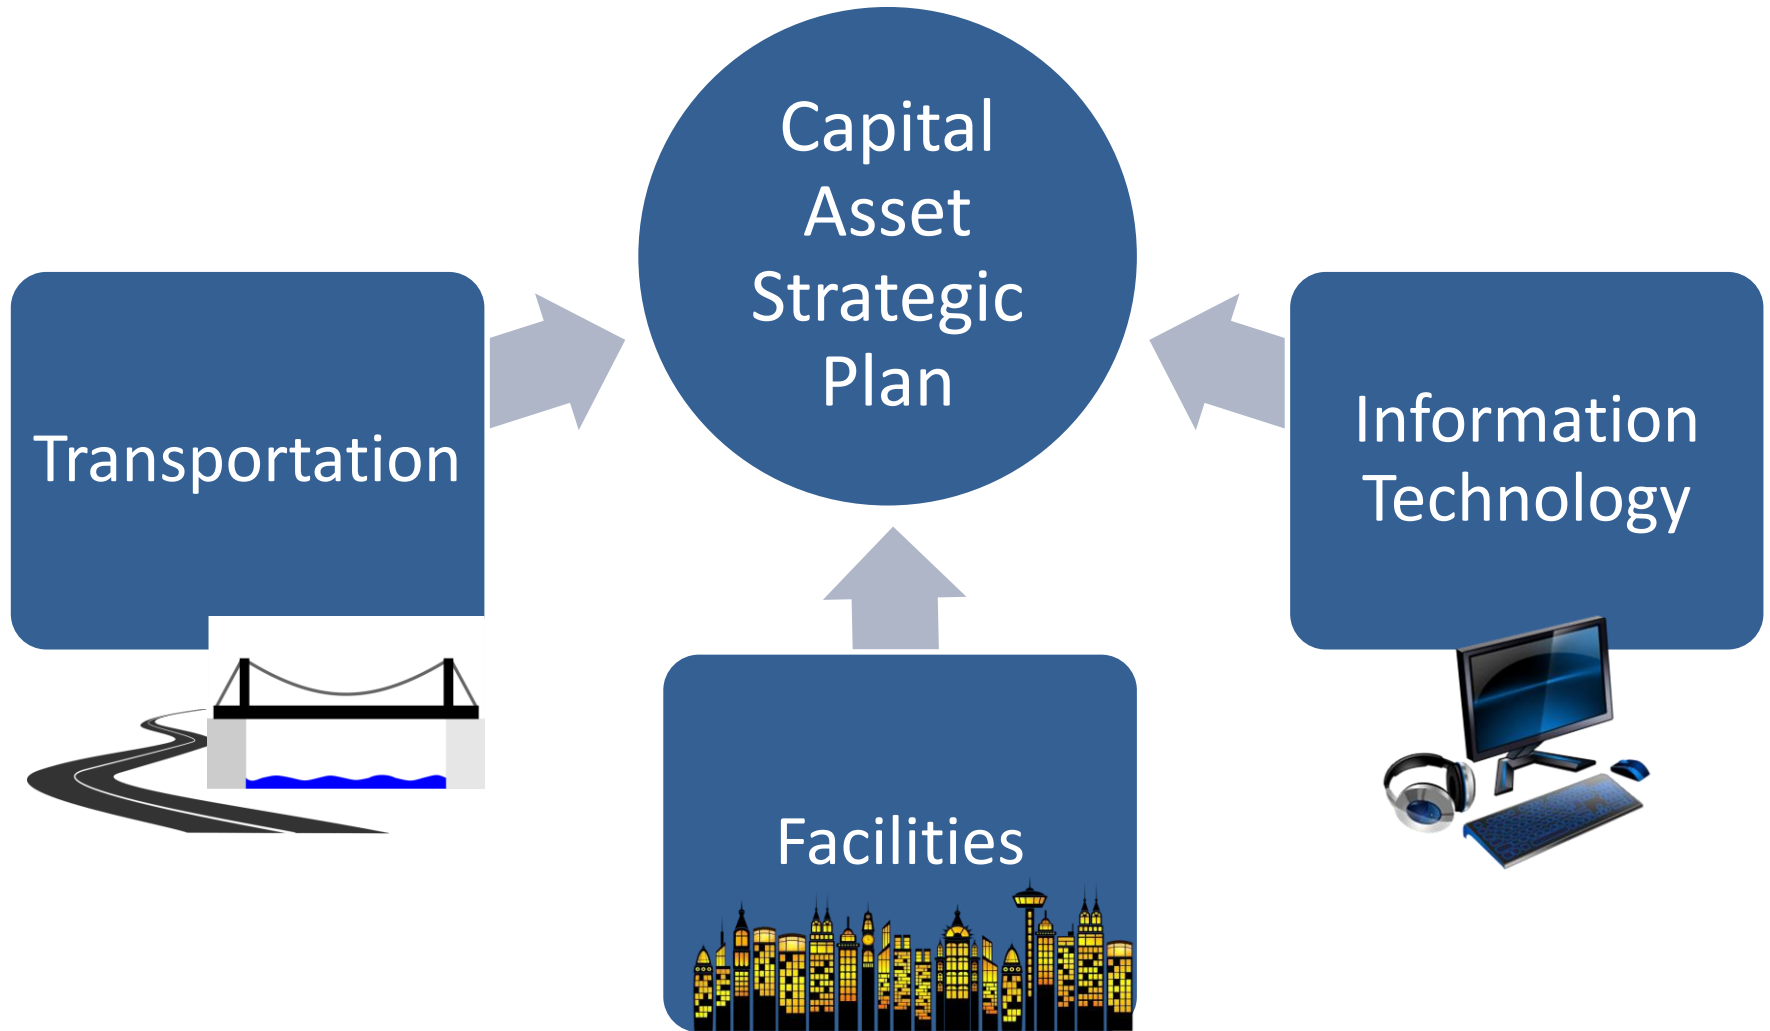 Capital
Asset
Strategic
Plan
Transportation
Information
Technology
Facilities